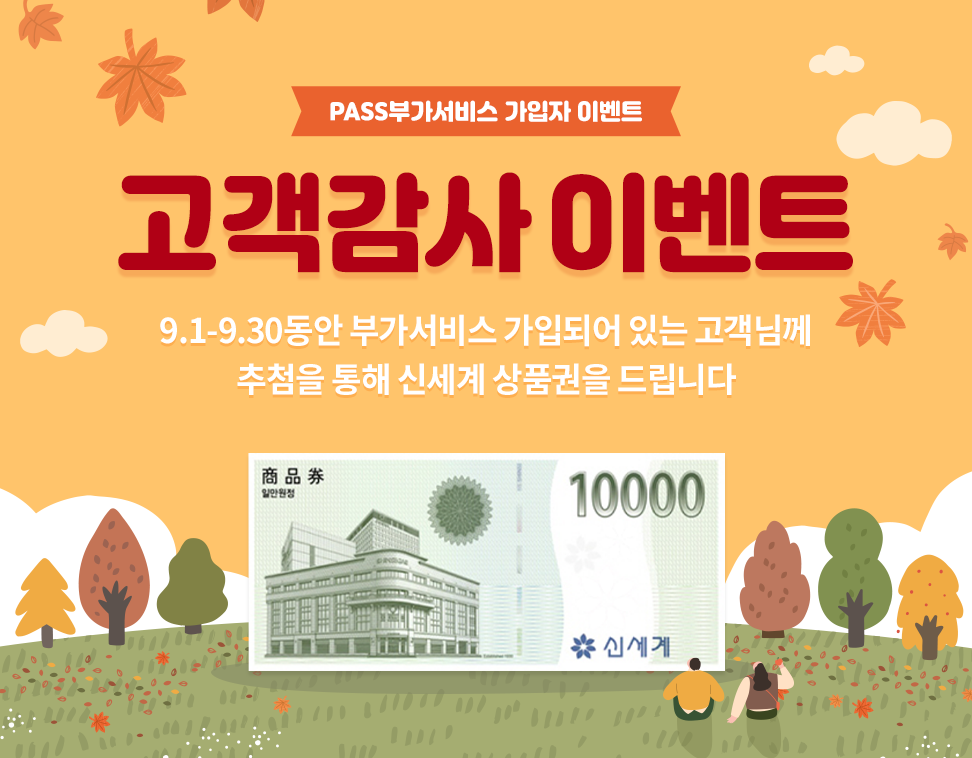 PASS부가서비스 가입자 이벤트
고객감사 이벤트
9.1-9.30동안 부가서비스 가입되어 있는 고객님께
추첨을 통해 신세계 상품권을 드립니다
商品券
일만원정
10000
신세계